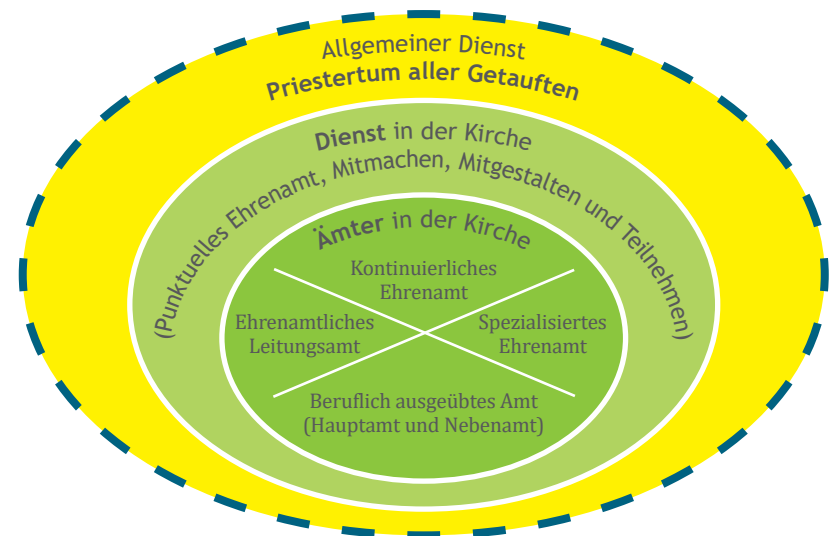 Allgemeiner Dienst
Priestertum aller Getauften
Dienst in der Kirche
(Punktuelles Ehrenamt, Mitmachen, Mitgestalten und Teilnehmen)
Ämter in der Kirche
Kontinuierliches
Ehrenamt
Ehrenamtliches
Leitungsamt
Spezialisiertes
Ehrenamt
Beruflich ausgeübtes Amt
(Hauptamt und Nebenamt)